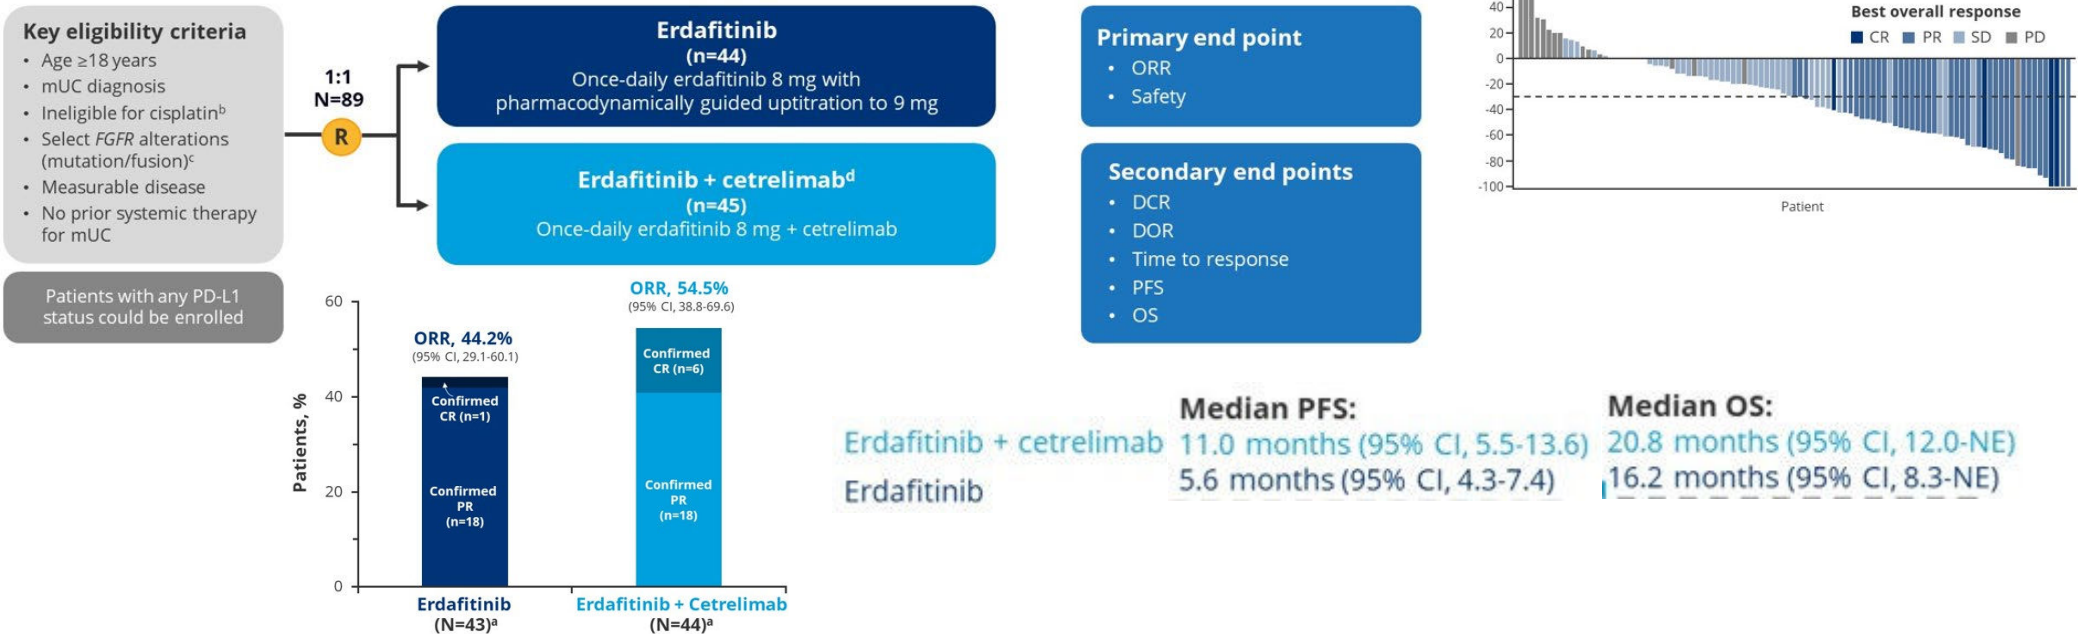 Key eligibility criteria
• Age ≥18 years
• mUC diagnosis
• Ineligible for cisplatinᵇ
• Select FGFR alterations
(mutation/fusion)ᶜ
• Measurable disease
• No prior systemic therapy
for mUC
Patients with any PD-L1
status could be enrolled
1:1
N=89
R
Erdafitinib
(n=44)
Once-daily erdafitinib 8 mg with
pharmacodynamically guided uptitration to 9 mg
Erdafitinib + cetrelimabᵈ
(n=45)
Once-daily erdafitinib 8 mg + cetrelimab
Primary end point
• ORR
• Safety
Secondary end points
• DCR
• DOR
• Time to response
• PFS
• OS
Best overall response
CR PR SD PD
40
20
0
-20
-40
-60
-80
-100
Patient
Patients, %
60
40
20
0
ORR, 44.2%
(95% CI, 29.1-60.1)
Confirmed
CR (n=1)
Confirmed
PR
(n=18)
ORR, 54.5%
(95% CI, 38.8-69.6)
Confirmed
CR (n=6)
Confirmed
PR
(n=18)
Erdafitinib
(N=43)ᵃ
Erdafitinib + Cetrelimab
(N=44)ᵃ
Median PFS:
Median OS:
Erdafitinib + cetrelimab 11.0 months (95% CI, 5.5-13.6) 20.8 months (95% CI, 12.0-NE)
Erdafitinib 5.6 months (95% CI, 4.3-7.4) 16.2 months (95% CI, 8.3-NE)